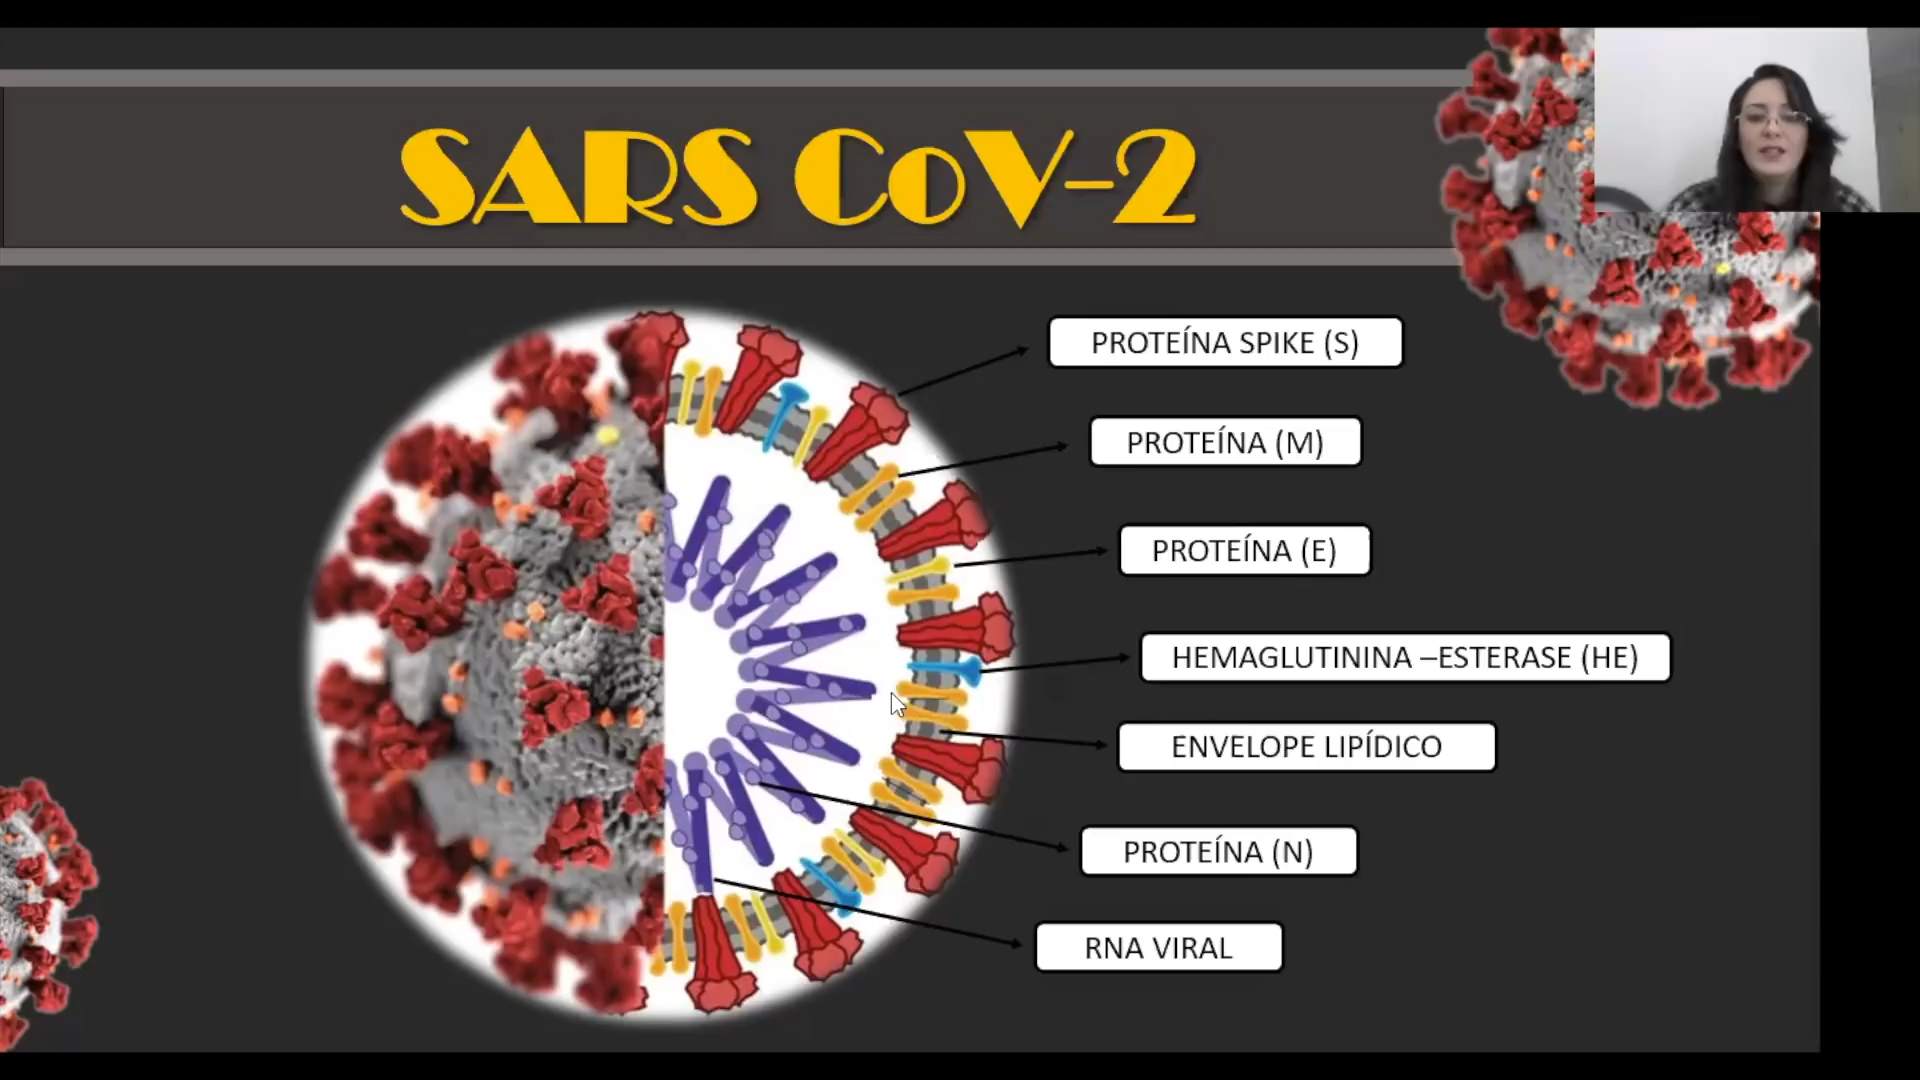 SARS CoV-2
PROTEÍNA SPIKE (S)
PROTEÍNA (M)
PROTEÍNA (E)
HEMAGLUTININA –ESTERASE (HE)
ENVELOPE LIPÍDICO
PROTEÍNA (N)
RNA VIRAL